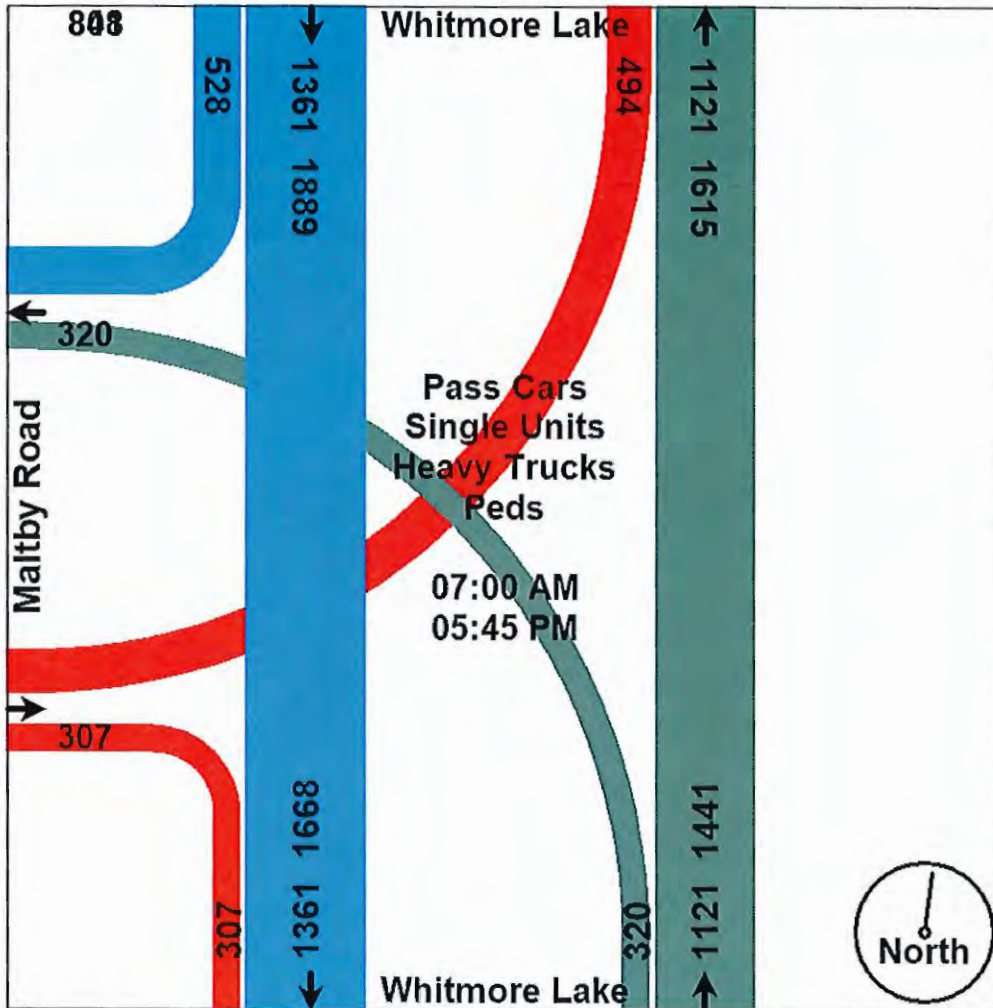 Whitmore Lake
528
1361 1889
494
1121 1615
320
Pass Cars
Single Units
Heavy Trucks
Peds
07:00 AM
05:45 PM
Maltby Road
307
307
1361 1668
320
1121 1441
North
Whitmore Lake